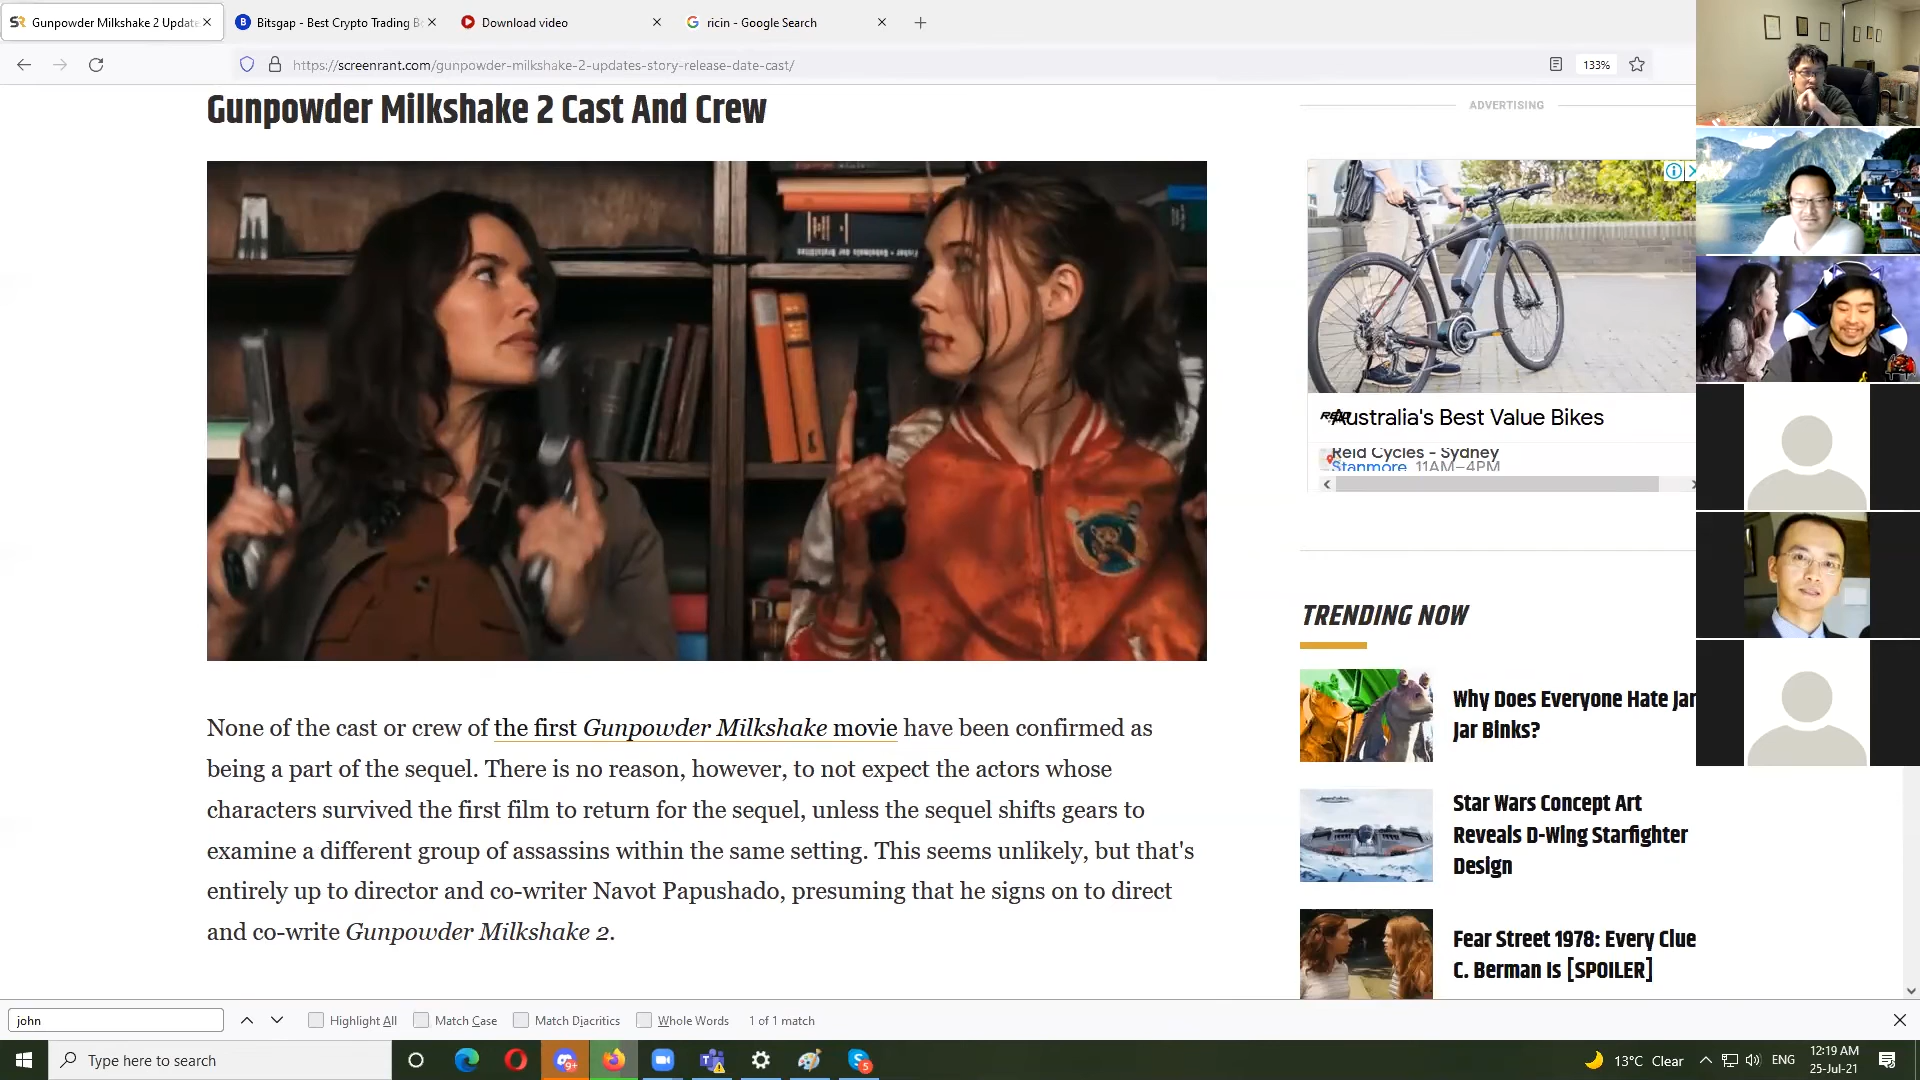 Gunpowder Milkshake 2 Update
Bitsgap - Best Crypto Trading Bo
Download video
ricin - Google Search
https://screenrant.com/gunpowder-milkshake-2-updates-story-release-date-cast/
133%
Gunpowder Milkshake 2 Cast And Crew
ADVERTISING
Australia's Best Value Bikes
Reid Cycles - Sydney
Stanmore 11AM–4PM
TRENDING NOW
Why Does Everyone Hate Jar
Jar Binks?
Star Wars Concept Art
Reveals D-Wing Starfighter
Design
Fear Street 1978: Every Clue
C. Berman Is [SPOILER]
None of the cast or crew of the first Gunpowder Milkshake movie have been confirmed as
being a part of the sequel. There is no reason, however, to not expect the actors whose
characters survived the first film to return for the sequel, unless the sequel shifts gears to
examine a different group of assassins within the same setting. This seems unlikely, but that's
entirely up to director and co-writer Navot Papushado, presuming that he signs on to direct
and co-write Gunpowder Milkshake 2.
john
Highlight All
Match Case
Match Diacritics
Whole Words
1 of 1 match
Type here to search
9+
5
13°C Clear
ENG
12:19 AM
25-Jul-21